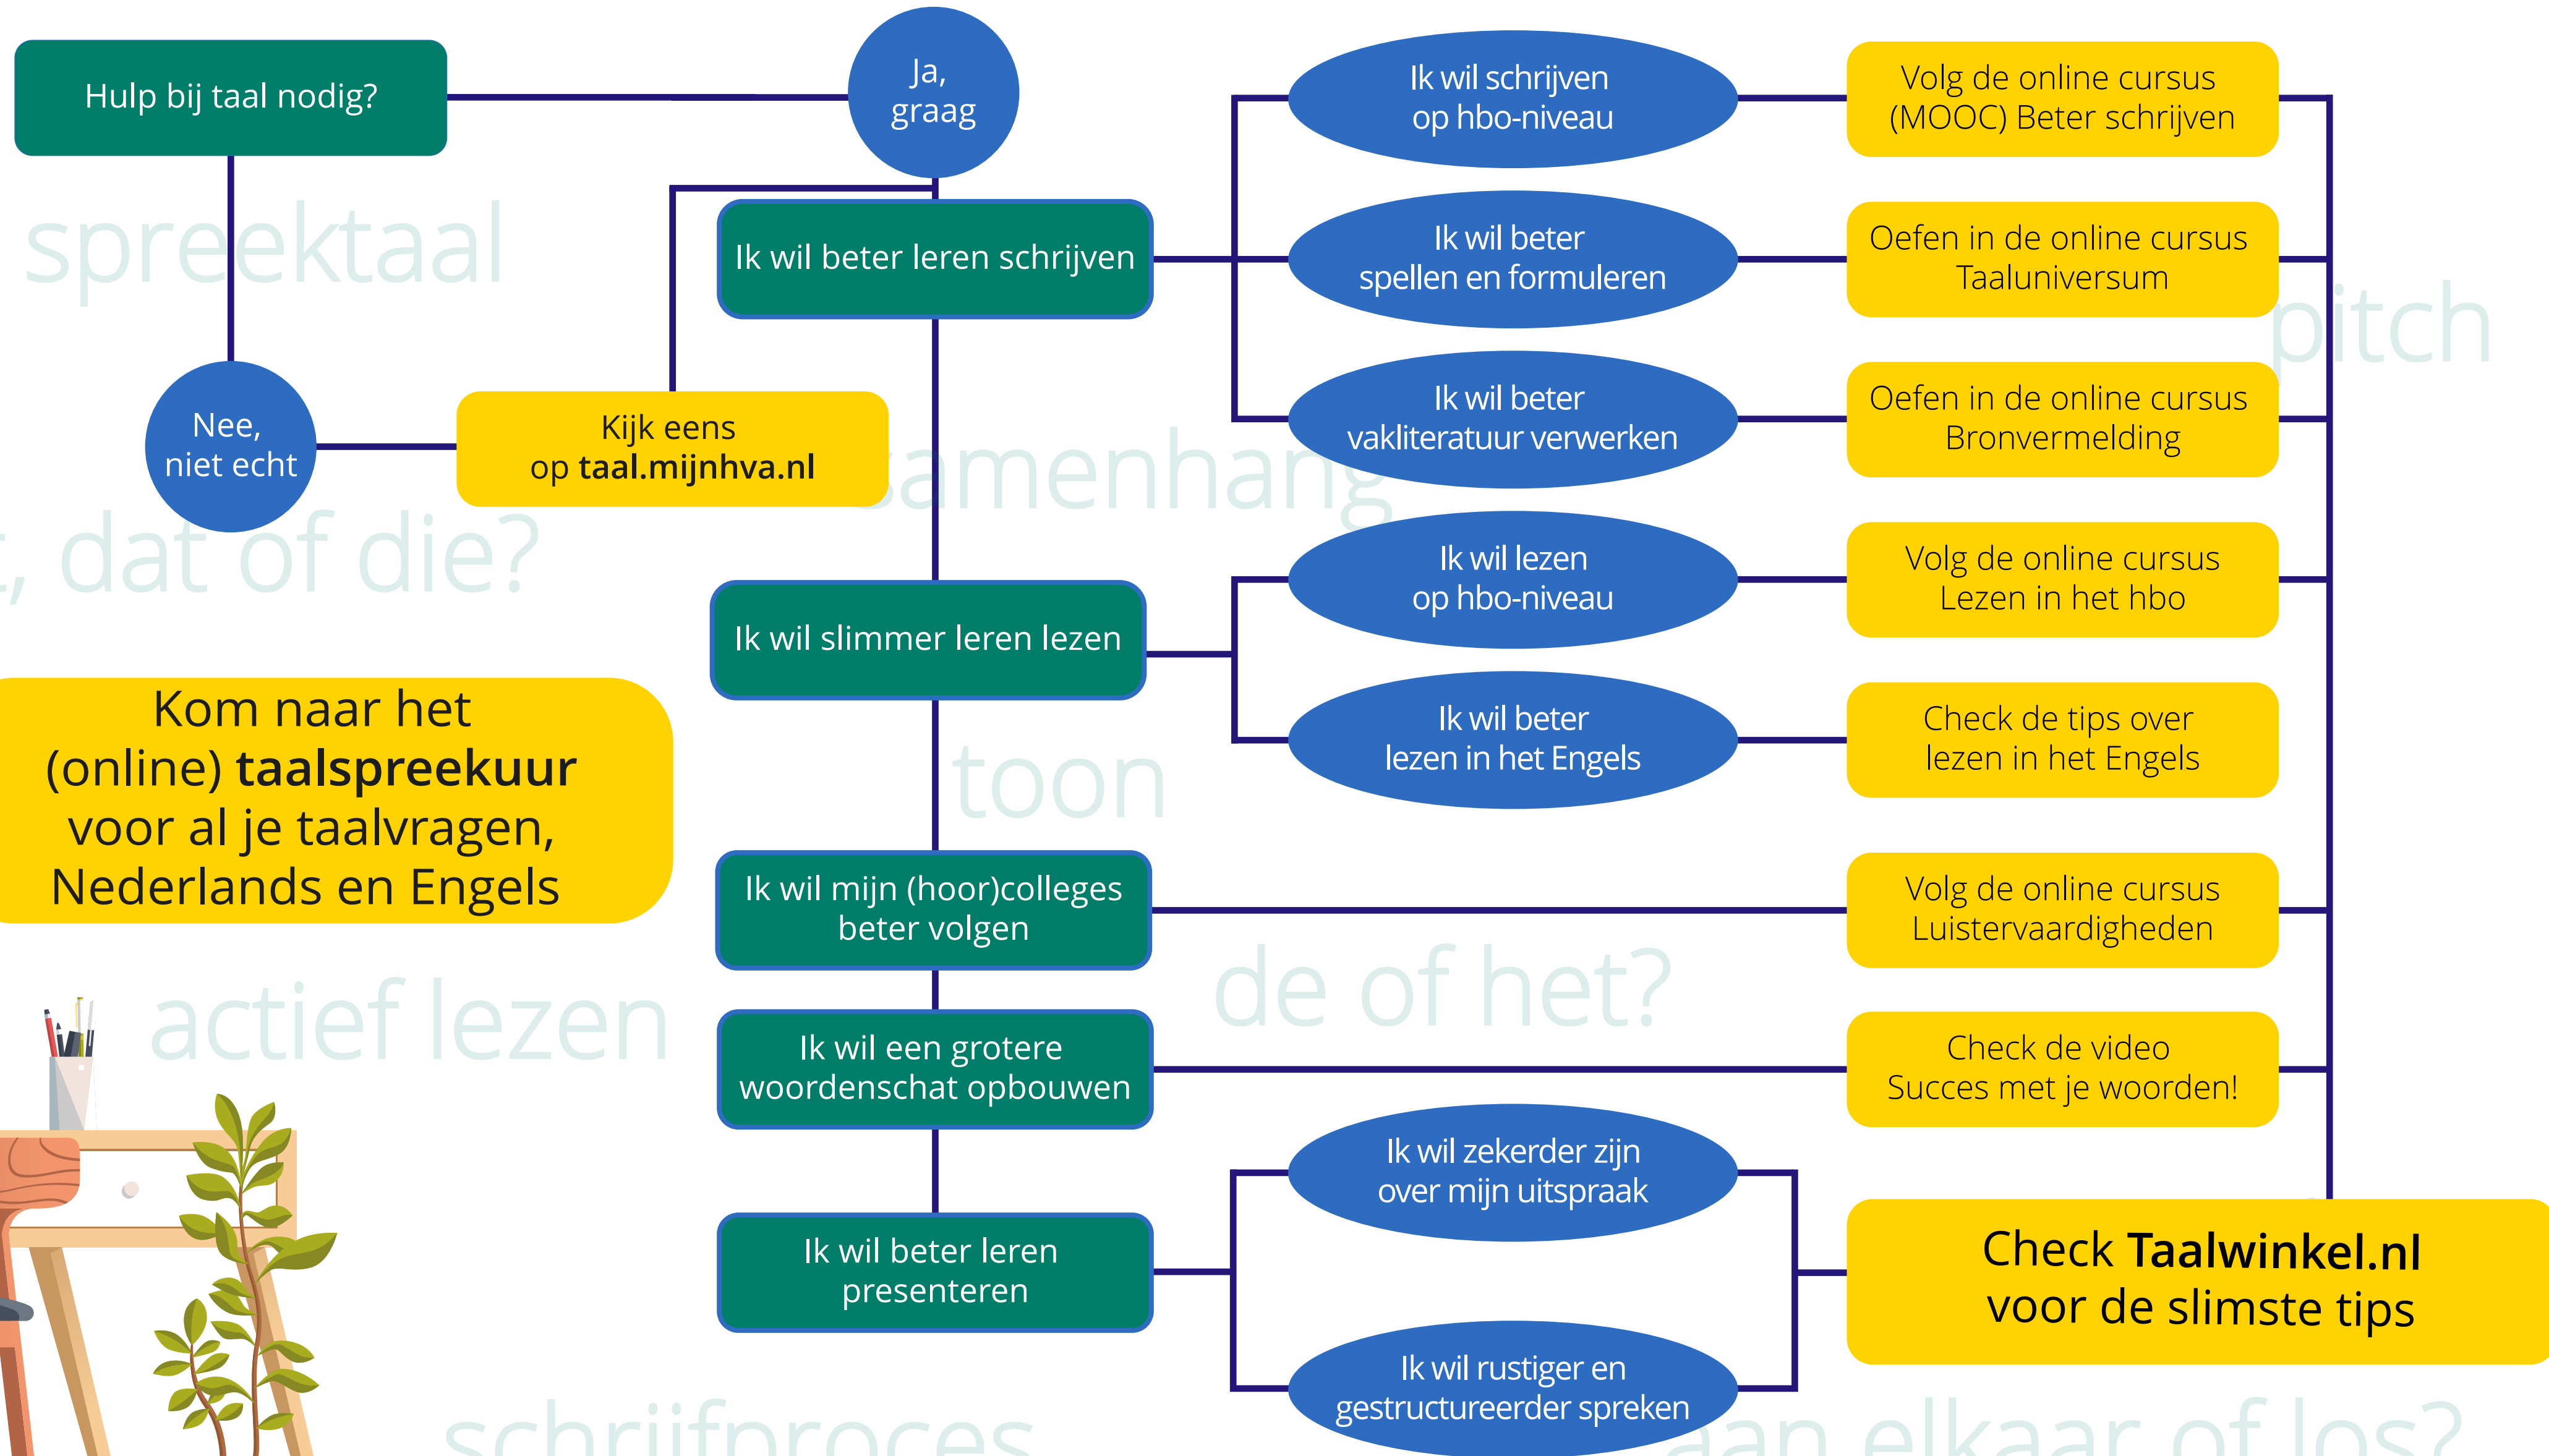 Hulp bij taal nodig?
Ja,
graag
Nee,
niet echt
Kijk eens
op taal.mijnhva.nl
Ik wil beter leren schrijven
Ik wil schrijven
op hbo-niveau
Volg de online cursus
(MOOC) Beter schrijven
Ik wil beter
spellen en formuleren
Oefen in de online cursus
Taaluniversum
Ik wil beter
vakliteratuur verwerken
Oefen in de online cursus
Bronvermelding
Ik wil slimmer leren lezen
Ik wil lezen
op hbo-niveau
Volg de online cursus
Lezen in het hbo
Ik wil beter
lezen in het Engels
Check de tips over
lezen in het Engels
Ik wil mijn (hoor)colleges
beter volgen
Volg de online cursus
Luistervaardigheden
Ik wil een grotere
woordenschat opbouwen
Check de video
Succes met je woorden!
Ik wil beter leren
presenteren
Ik wil zekerder zijn
over mijn uitspraak
Ik wil rustiger en
gestructureerder spreken
Check Taalwinkel.nl
voor de slimste tips
Kom naar het
(online) taalspreekuur
voor al je taalvragen,
Nederlands en Engels
spreektaal
pitch
samenhang
, dat of die?
toon
de of het?
actief lezen
schrijfproces
aan elkaar of los?